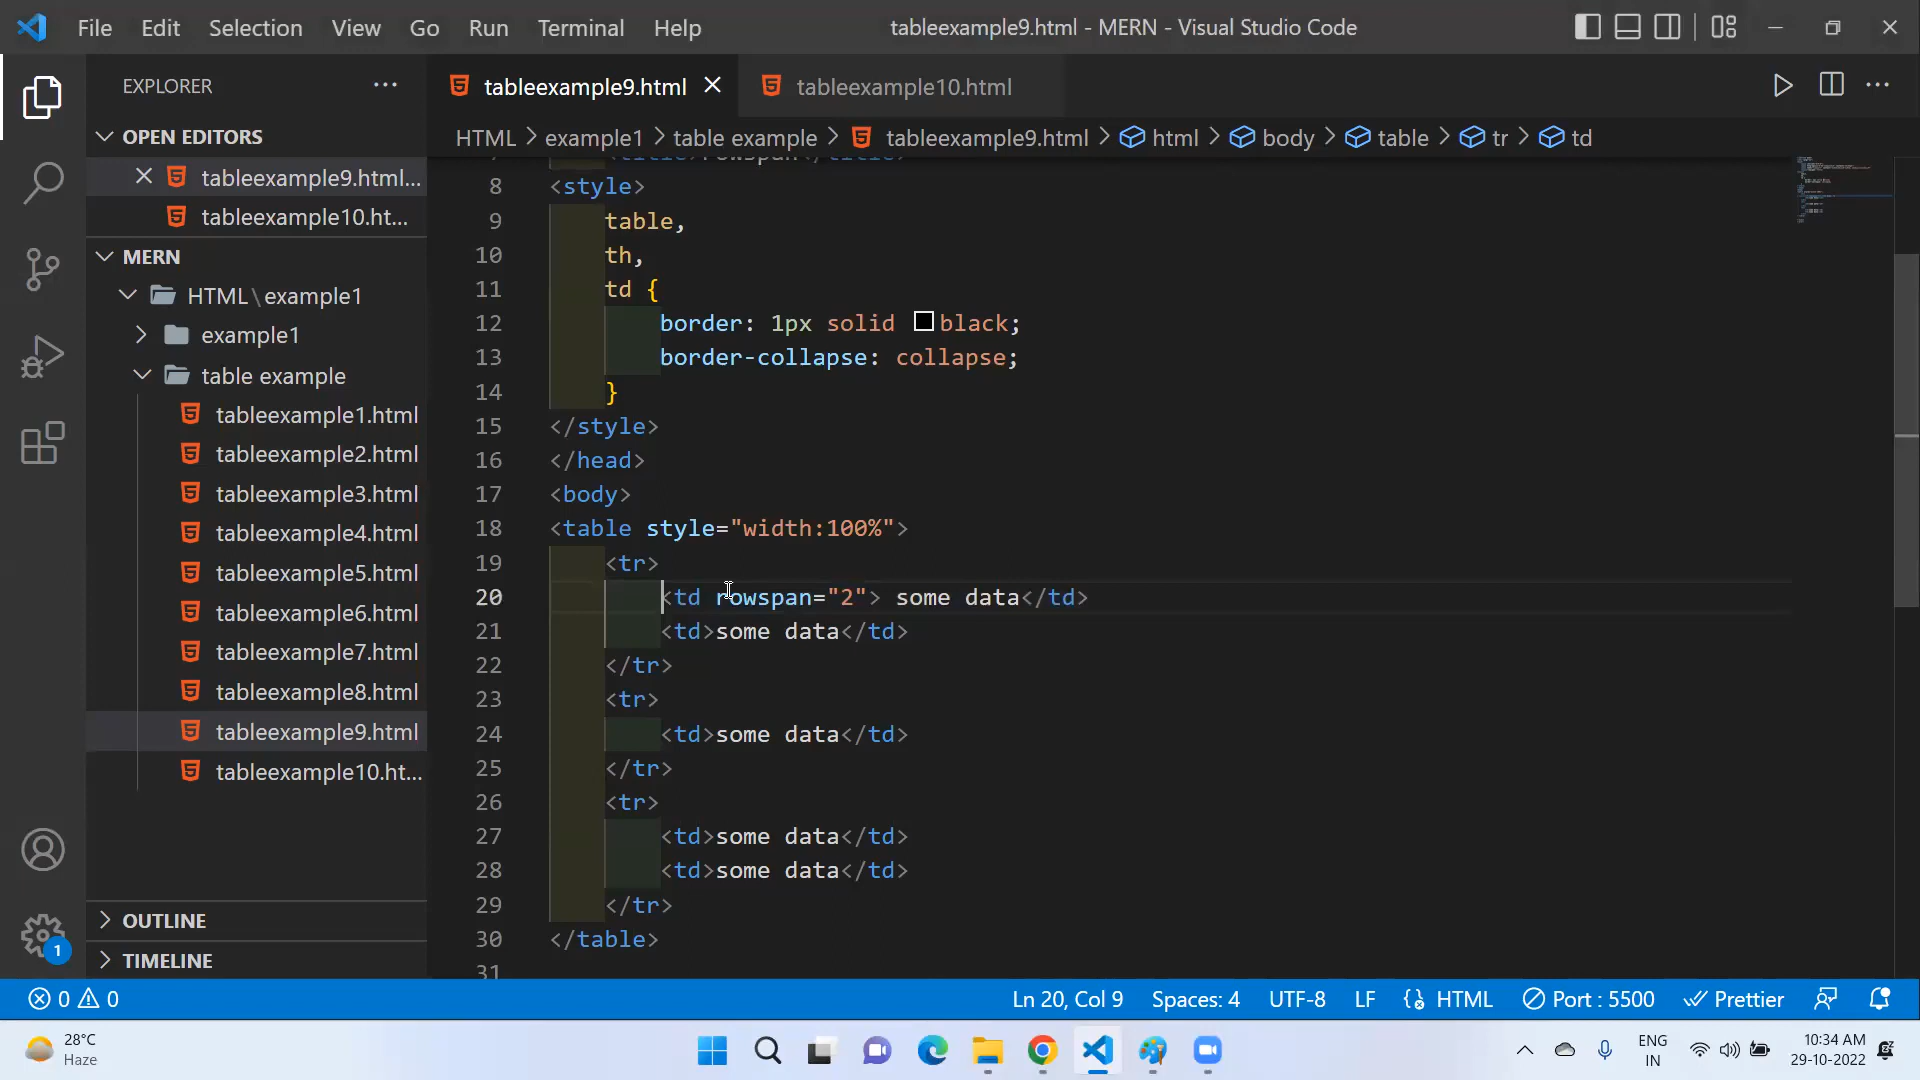 File Edit Selection View Go Run Terminal Help tableexample9.html - MERN - Visual Studio Code
EXPLORER
OPEN EDITORS
tableexample9.html...
tableexample10.ht...
MERN
HTML\example1
example1
table example
tableexample1.html
tableexample2.html
tableexample3.html
tableexample4.html
tableexample5.html
tableexample6.html
tableexample7.html
tableexample8.html
tableexample9.html
tableexample10.ht...
OUTLINE
TIMELINE
tableexample9.html tableexample10.html
HTML > example1 > table example > tableexample9.html > html > body > table > tr > td
7 <title>rowspan</title>
8 <style>
9 table,
10 th,
11 td {
12 border: 1px solid black;
13 border-collapse: collapse;
14 }
15 </style>
16 </head>
17 <body>
18 <table style="width:100%">
19 <tr>
20 <td rowspan="2"> some data</td>
21 <td>some data</td>
22 </tr>
23 <tr>
24 <td>some data</td>
25 </tr>
26 <tr>
27 <td>some data</td>
28 <td>some data</td>
29 </tr>
30 </table>
31
1
0 0 Ln 20, Col 9 Spaces: 4 UTF-8 LF HTML Port : 5500 Prettier
28°C
Haze
ENG
IN
10:34 AM
29-10-2022